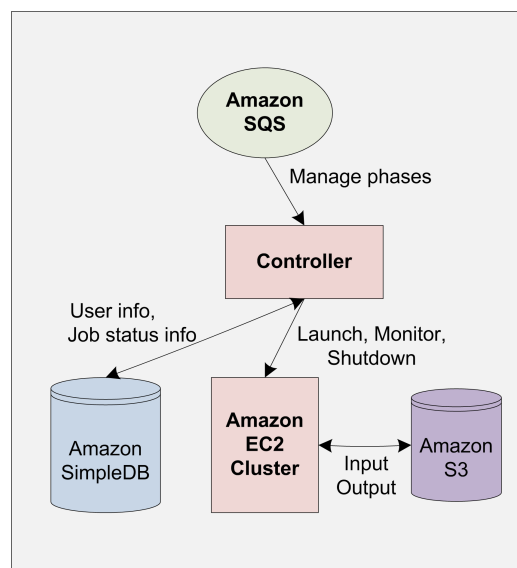 Amazon
SQS
Manage phases
Controller
User info,
Job status info
Launch, Monitor,
Shutdown
Amazon
SimpleDB
Amazon
EC2
Cluster
Input
Output
Amazon
S3